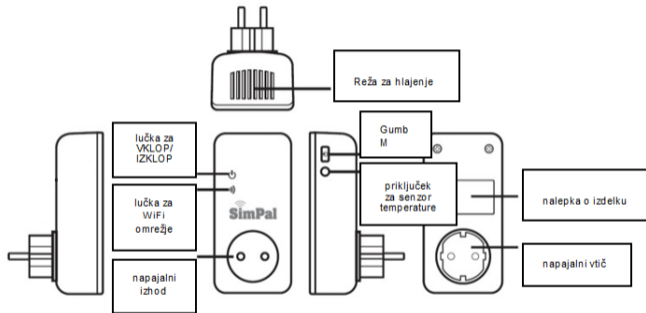 Reža za hlajenje
lučka za
VKLOP/
IZKLOP
lučka za
WiFi
omrežje
napajalni
izhod
SimPal
Gumb
M
priključek
za senzor
temperature
nalepka o izdelku
napajalni vtič